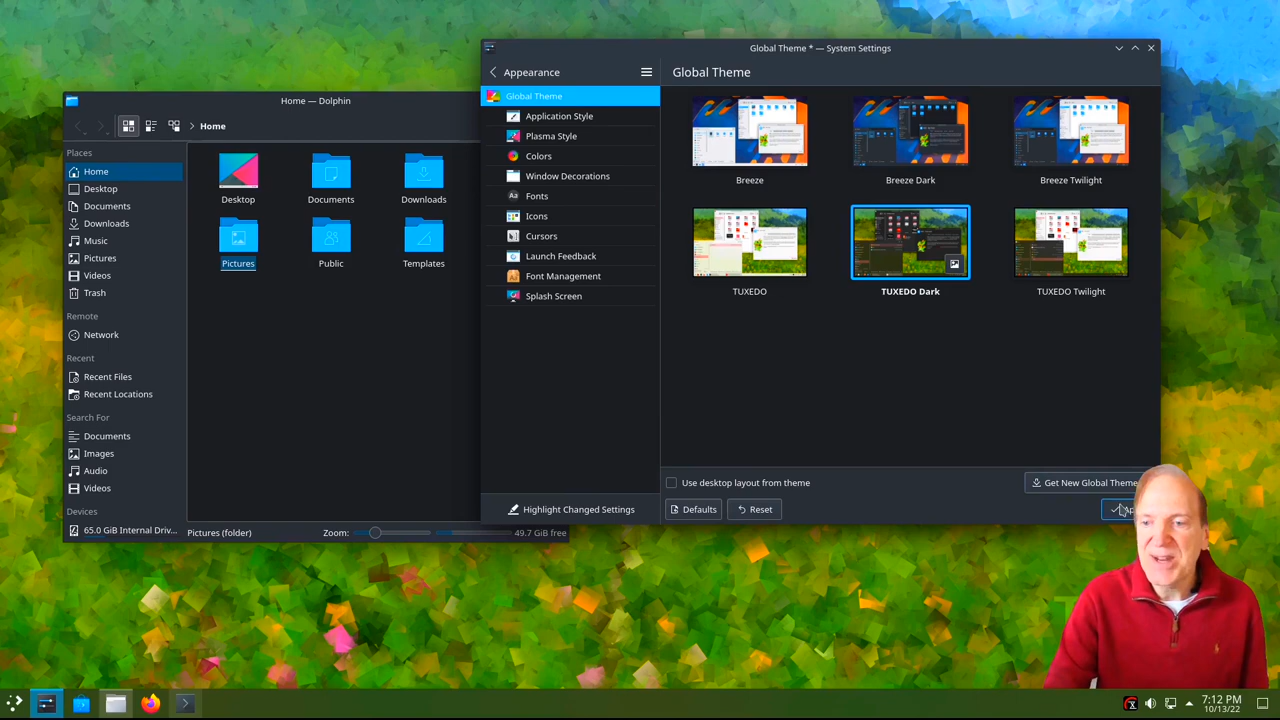 Global Theme * — System Settings
Appearance
Global Theme
Global Theme
Application Style
Plasma Style
Colors
Window Decorations
Fonts
Icons
Cursors
Launch Feedback
Font Management
Splash Screen
Highlight Changed Settings
Breeze
Breeze Dark
Breeze Twilight
TUXEDO
TUXEDO Dark
TUXEDO Twilight
Use desktop layout from theme
Get New Global Theme
Defaults
Reset
Home — Dolphin
Home
Places
Home
Desktop
Documents
Downloads
Music
Pictures
Videos
Trash
Remote
Network
Recent
Recent Files
Recent Locations
Search For
Documents
Images
Audio
Videos
Devices
65.0 GiB Internal Driv...
Desktop
Documents
Downloads
Pictures
Public
Templates
Pictures (folder)
Zoom:
49.7 GiB free
7:12 PM
10/13/22